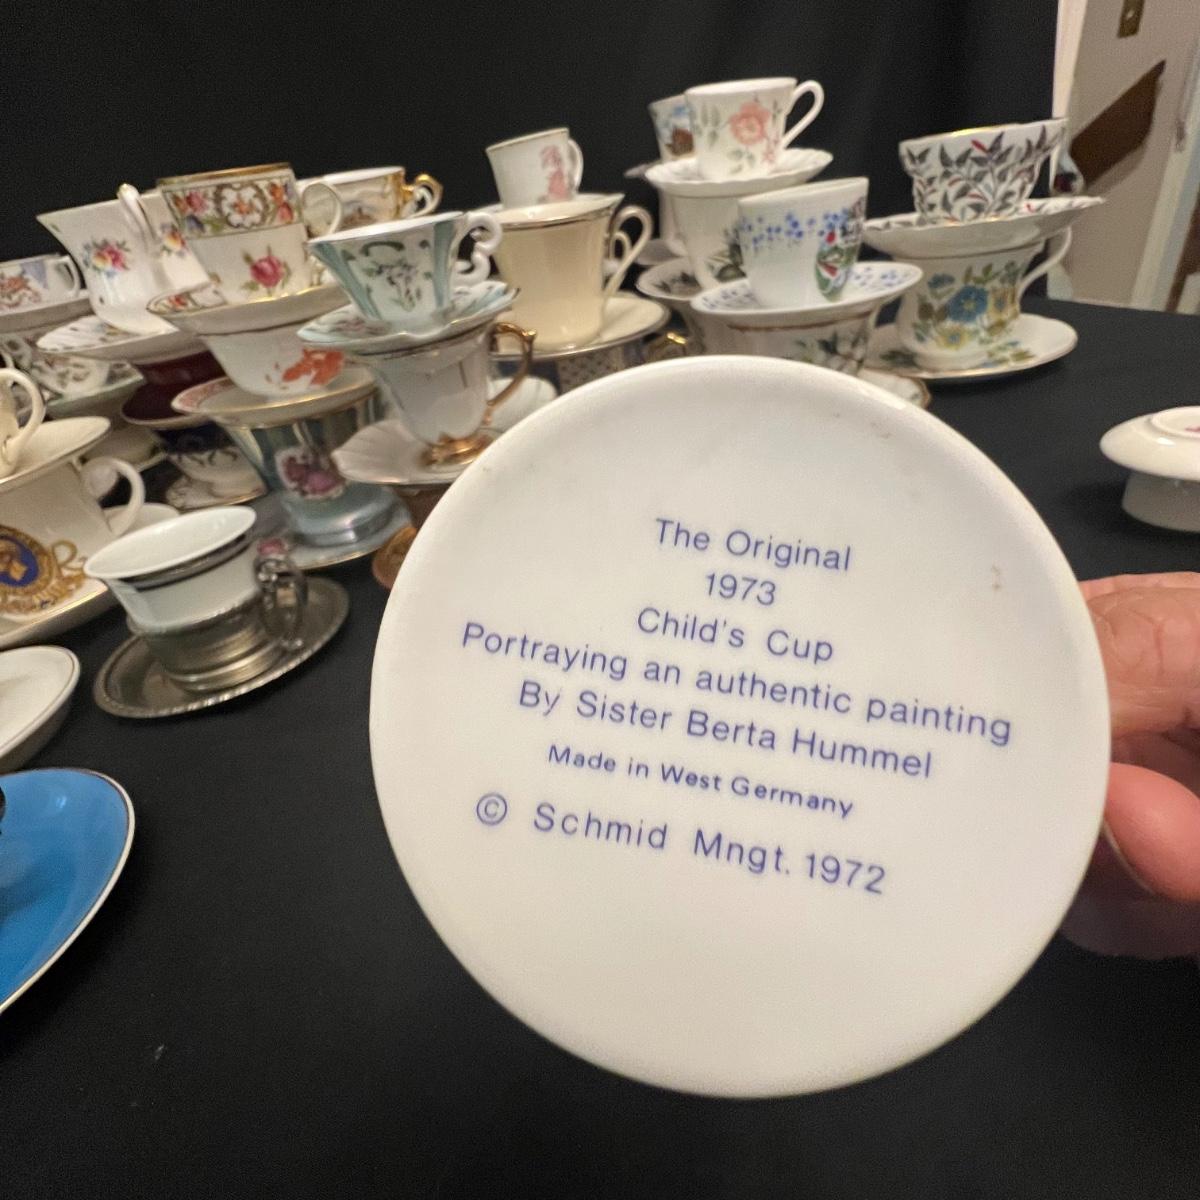 The Original
1973
Child's Cup
Portraying an authentic painting
By Sister Berta Hummel
Made in West Germany
© Schmid Mngt. 1972